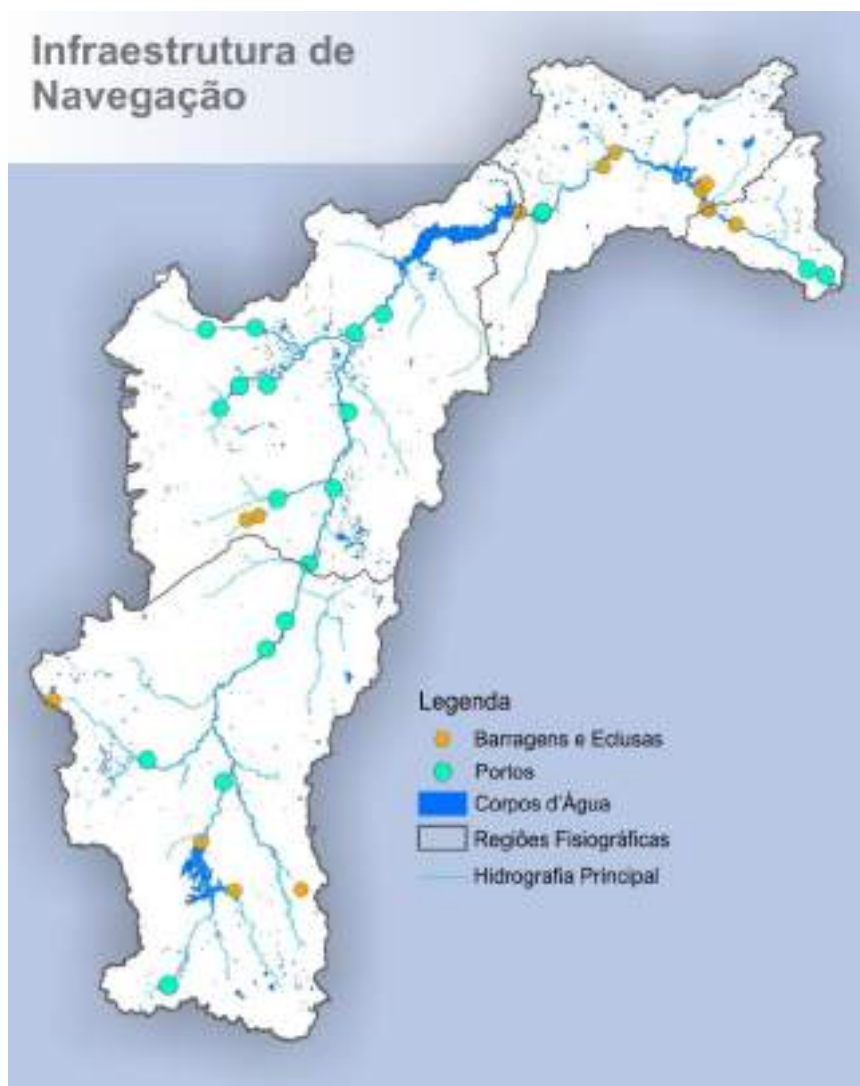 Infraestrutura de
Navegação
Legenda
Barragens e Eclusas
Portos
Corpos d'Água
Regiões Fisiográficas
Hidrografia Principal